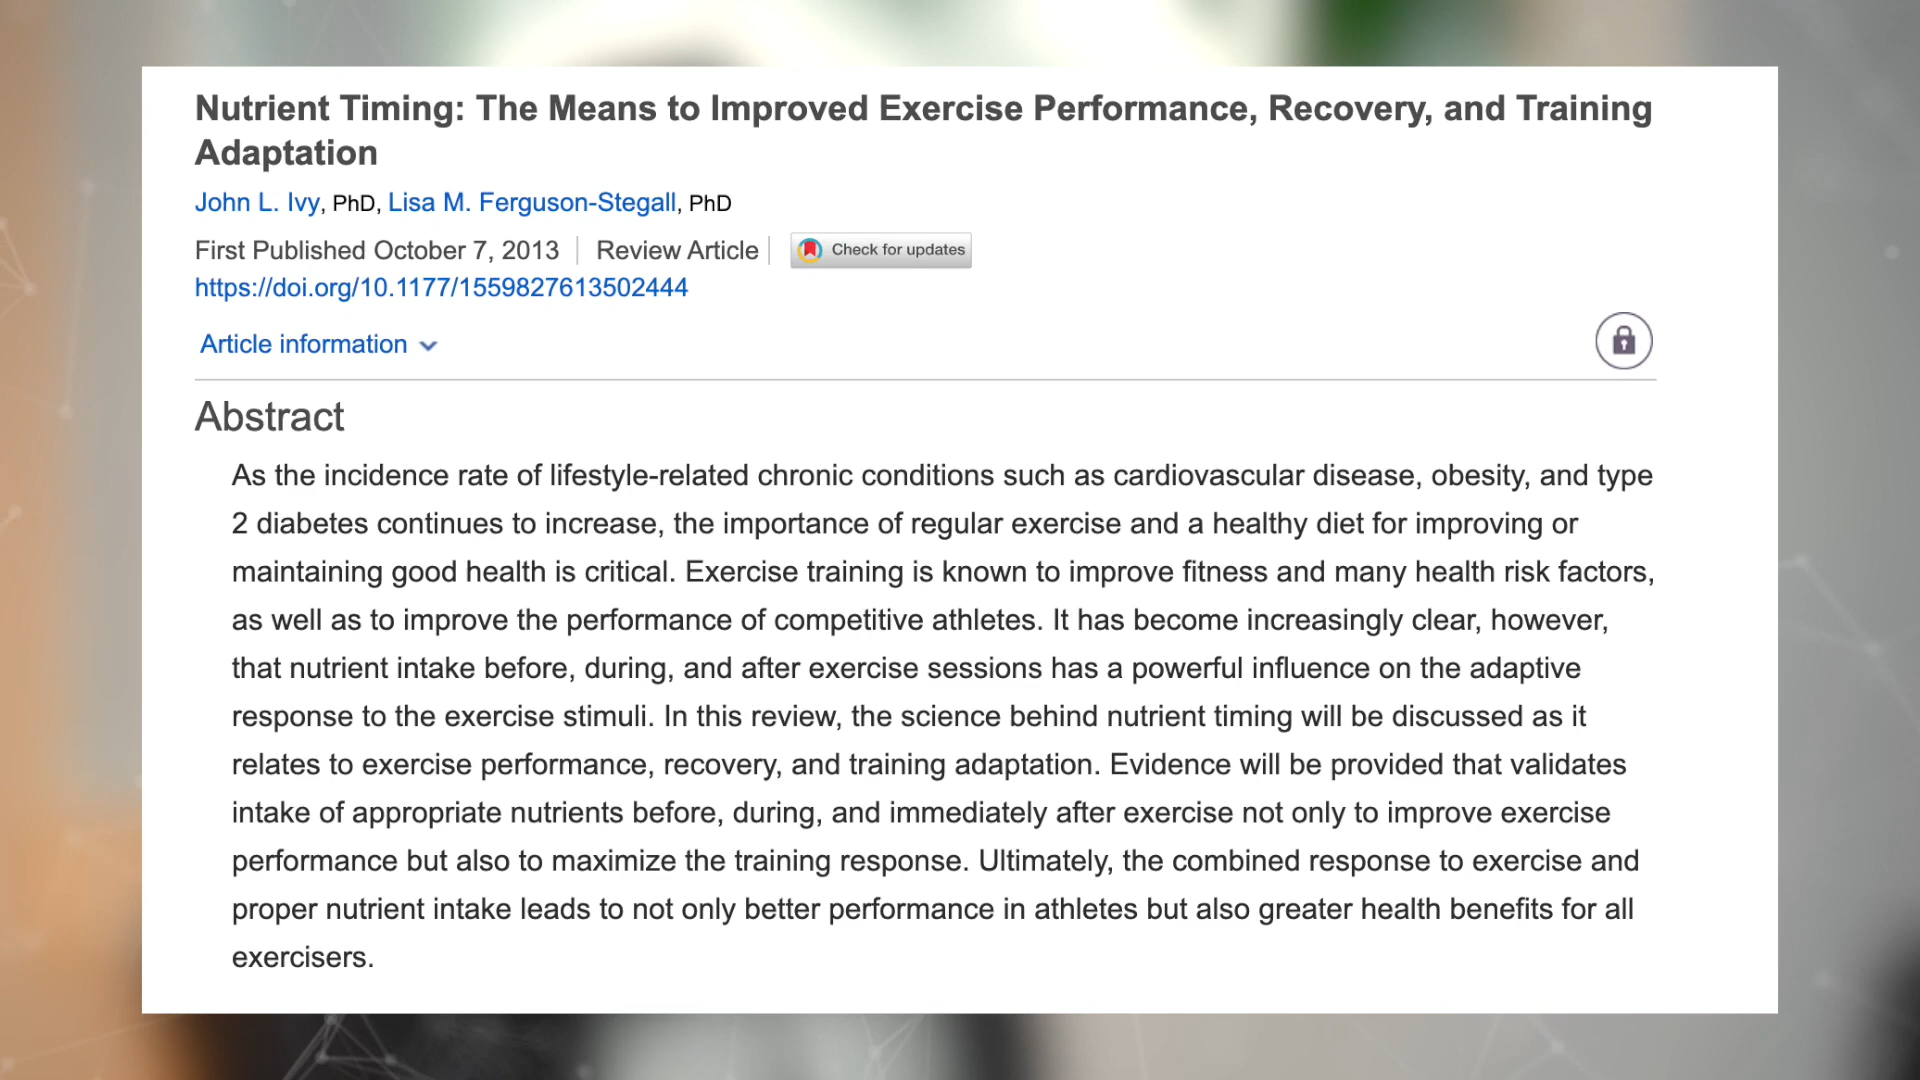 Nutrient Timing: The Means to Improved Exercise Performance, Recovery, and Training
Adaptation
John L. Ivy, PhD, Lisa M. Ferguson-Stegall, PhD
First Published October 7, 2013 | Review Article | Check for updates
https://doi.org/10.1177/1559827613502444
Article information
Abstract
As the incidence rate of lifestyle-related chronic conditions such as cardiovascular disease, obesity, and type
2 diabetes continues to increase, the importance of regular exercise and a healthy diet for improving or
maintaining good health is critical. Exercise training is known to improve fitness and many health risk factors,
as well as to improve the performance of competitive athletes. It has become increasingly clear, however,
that nutrient intake before, during, and after exercise sessions has a powerful influence on the adaptive
response to the exercise stimuli. In this review, the science behind nutrient timing will be discussed as it
relates to exercise performance, recovery, and training adaptation. Evidence will be provided that validates
intake of appropriate nutrients before, during, and immediately after exercise not only to improve exercise
performance but also to maximize the training response. Ultimately, the combined response to exercise and
proper nutrient intake leads to not only better performance in athletes but also greater health benefits for all
exercisers.